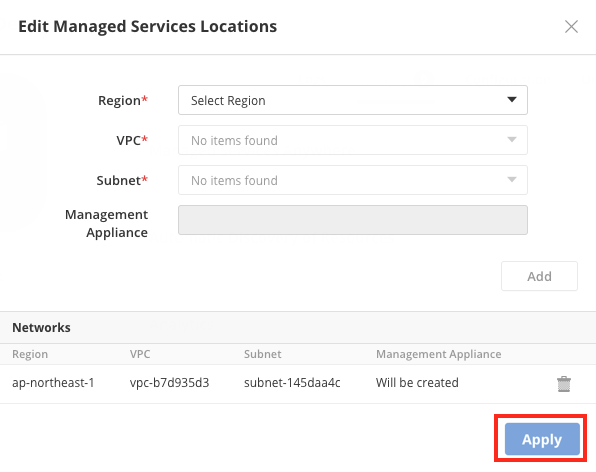 Edit Managed Services Locations
Region*
Select Region
VPC*
No items found
Subnet*
No items found
Management
Appliance
Add
Networks
Region VPC Subnet Management Appliance
ap-northeast-1 vpc-b7d935d3 subnet-145daa4c Will be created
Apply